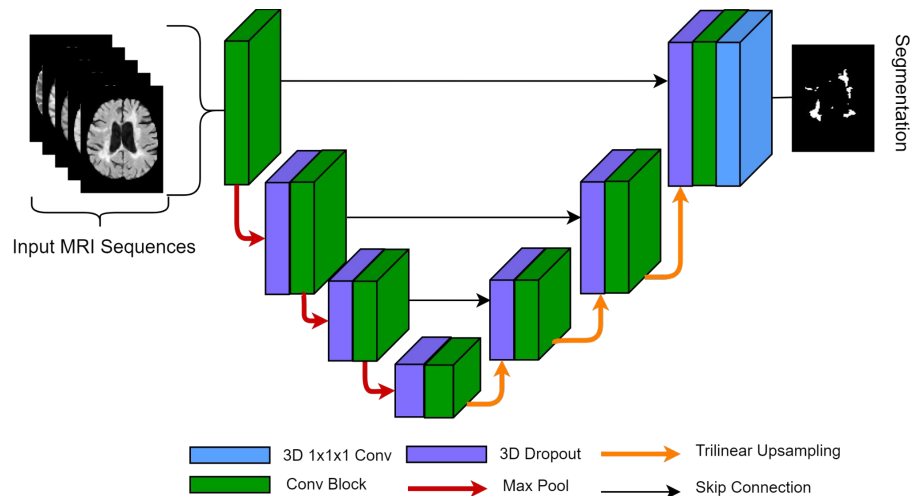 Segmentation
Input MRI Sequences
3D 1x1x1 Conv
3D Dropout
Trilinear Upsampling
Conv Block
Max Pool
Skip Connection